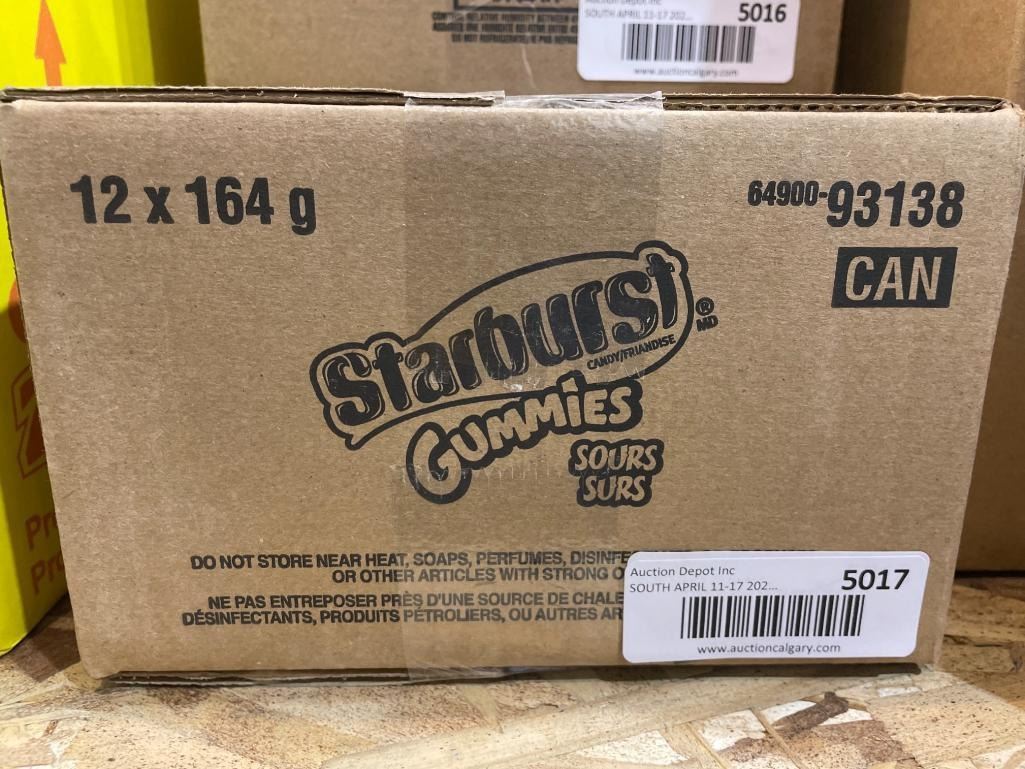 Auction Depot Inc
SOUTH APRIL 11-17 202...
5016
www.auctioncalgary.com
12 x 164 g
64900-93138
CAN
Starburst
®
MD
CANDY/FRIANDISE
GUMMIES
SOURS
SURS
DO NOT STORE NEAR HEAT, SOAPS, PERFUMES,
OR OTHER ARTICLES WITH STRONG
NE PAS ENTREPOSER PRÈS D'UNE SOURCE DE
DÉSINFECTANTS, PRODUITS PÉTROLIERS, OU AUTRES
Auction Depot Inc
SOUTH APRIL 11-17 202...
5017
www.auctioncalgary.com